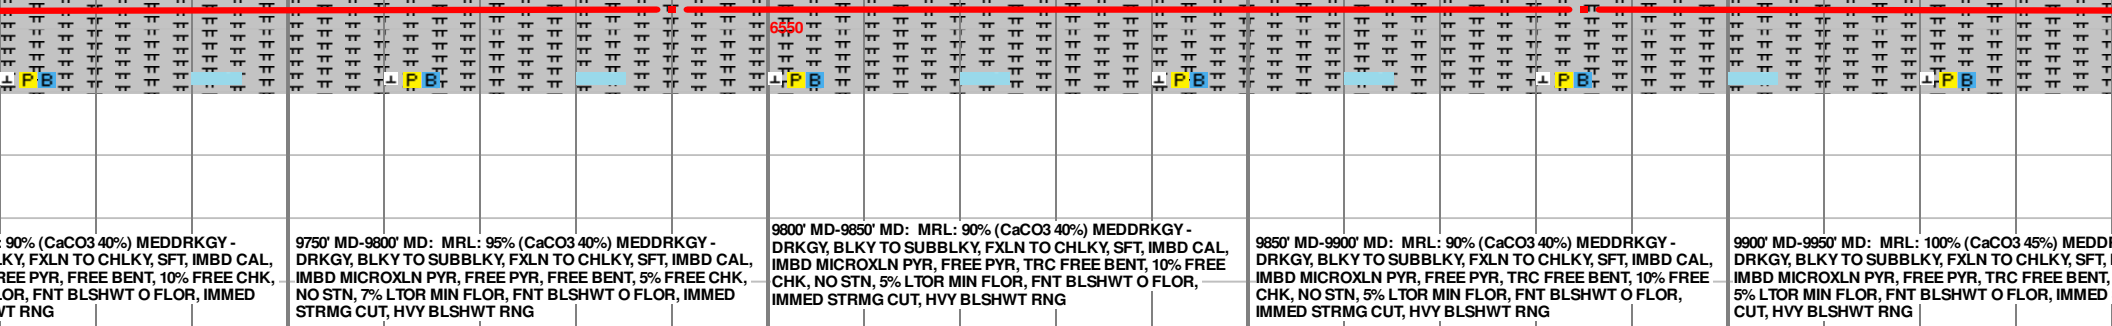 6550
P B
P B
P B
P B
P B
P B
: 90% (CaCO3 40%) MEDDRKGY -
KY, FXLN TO CHLKY, SFT, IMBD CAL,
REE PYR, FREE BENT, 10% FREE CHK,
LOR, FNT BLSHWT O FLOR, IMMED
WT RNG
9750' MD-9800' MD: MRL: 95% (CaCO3 40%) MEDDRKGY -
DRKGY, BLKY TO SUBBLKY, FXLN TO CHLKY, SFT, IMBD CAL,
IMBD MICROXLN PYR, FREE PYR, FREE BENT, 5% FREE CHK,
NO STN, 7% LTOR MIN FLOR, FNT BLSHWT O FLOR, IMMED
STRMG CUT, HVY BLSHWT RNG
9800' MD-9850' MD: MRL: 90% (CaCO3 40%) MEDDRKGY -
DRKGY, BLKY TO SUBBLKY, FXLN TO CHLKY, SFT, IMBD CAL,
IMBD MICROXLN PYR, FREE PYR, TRC FREE BENT, 10% FREE
CHK, NO STN, 5% LTOR MIN FLOR, FNT BLSHWT O FLOR,
IMMED STRMG CUT, HVY BLSHWT RNG
9850' MD-9900' MD: MRL: 90% (CaCO3 40%) MEDDRKGY -
DRKGY, BLKY TO SUBBLKY, FXLN TO CHLKY, SFT, IMBD CAL,
IMBD MICROXLN PYR, FREE PYR, TRC FREE BENT, 10% FREE
CHK, NO STN, 5% LTOR MIN FLOR, FNT BLSHWT O FLOR,
IMMED STRMG CUT, HVY BLSHWT RNG
9900' MD-9950' MD: MRL: 100% (CaCO3 45%) MEDDR
DRKGY, BLKY TO SUBBLKY, FXLN TO CHLKY, SFT, I
IMBD MICROXLN PYR, FREE PYR, TRC FREE BENT,
5% LTOR MIN FLOR, FNT BLSHWT O FLOR, IMMED
CUT, HVY BLSHWT RNG